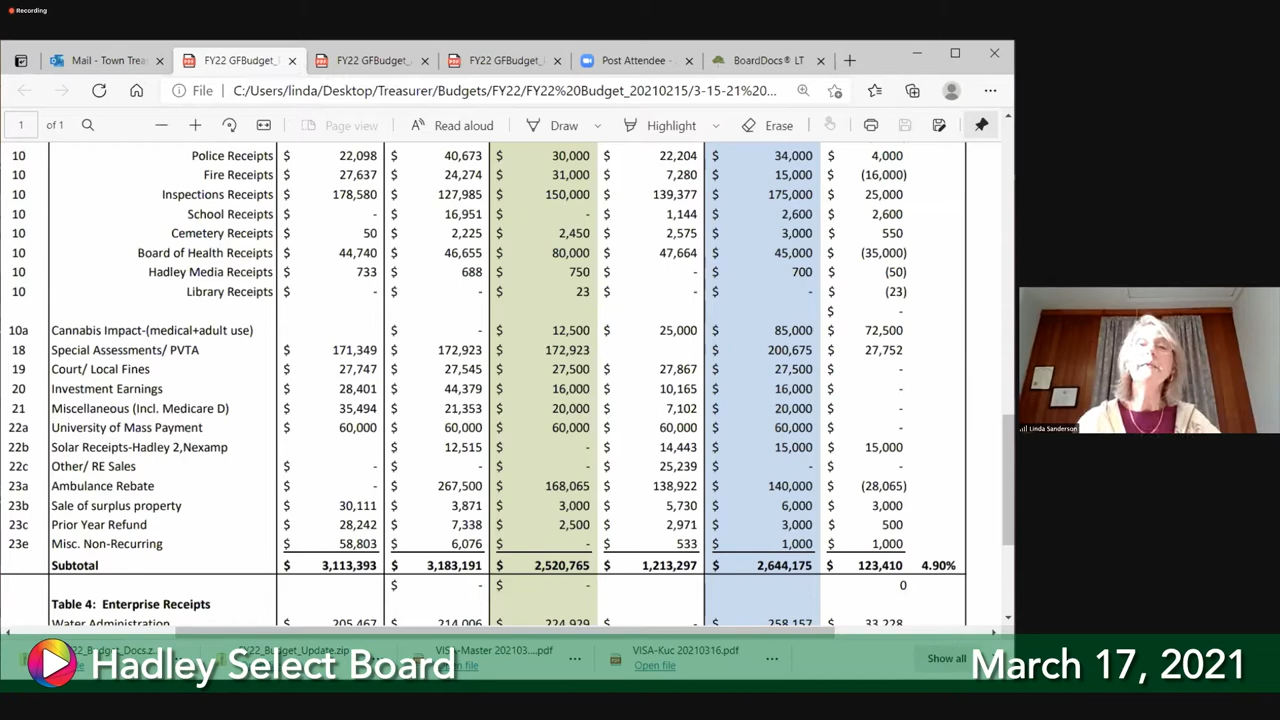 Recording
Mail - Town Trea FY22 GFBudget_ FY22 GFBudget_ FY22 GFBudget_ Post Attendee - BoardDocs® LT
File C:/Users/linda/Desktop/Treasurer/Budgets/FY22/FY22%20Budget_20210215/3-15-21%20...
1 of 1 Page view Read aloud Draw Highlight Erase
10 Police Receipts $ 22,098 $ 40,673 $ 30,000 $ 22,204 $ 34,000 $ 4,000
10 Fire Receipts $ 27,637 $ 24,274 $ 31,000 $ 7,280 $ 15,000 $ (16,000)
10 Inspections Receipts $ 178,580 $ 127,985 $ 150,000 $ 139,377 $ 175,000 $ 25,000
10 School Receipts $ - $ 16,951 $ - $ 1,144 $ 2,600 $ 2,600
10 Cemetery Receipts $ 50 $ 2,225 $ 2,450 $ 2,575 $ 3,000 $ 550
10 Board of Health Receipts $ 44,740 $ 46,655 $ 80,000 $ 47,664 $ 45,000 $ (35,000)
10 Hadley Media Receipts $ 733 $ 688 $ 750 $ - $ 700 $ (50)
10 Library Receipts $ - $ - $ 23 $ - $ - $ (23)
$ -
10a Cannabis Impact-(medical+adult use) $ - $ 12,500 $ 25,000 $ 85,000 $ 72,500
18 Special Assessments/ PVTA $ 171,349 $ 172,923 $ 172,923 $ 200,675 $ 27,752
19 Court/ Local Fines $ 27,747 $ 27,545 $ 27,500 $ 27,867 $ 27,500 $ -
20 Investment Earnings $ 28,401 $ 44,379 $ 16,000 $ 10,165 $ 16,000 $ -
21 Miscellaneous (Incl. Medicare D) $ 35,494 $ 21,353 $ 20,000 $ 7,102 $ 20,000 $ -
22a University of Mass Payment $ 60,000 $ 60,000 $ 60,000 $ 60,000 $ 60,000 $ -
22b Solar Receipts-Hadley 2,Nexamp $ 12,515 $ - $ 14,443 $ 15,000 $ 15,000
22c Other/ RE Sales $ - $ - $ - $ 25,239 $ - $ -
23a Ambulance Rebate $ - $ 267,500 $ 168,065 $ 138,922 $ 140,000 $ (28,065)
23b Sale of surplus property $ 30,111 $ 3,871 $ 3,000 $ 5,730 $ 6,000 $ 3,000
23c Prior Year Refund $ 28,242 $ 7,338 $ 2,500 $ 2,971 $ 3,000 $ 500
23e Misc. Non-Recurring $ 58,803 $ 6,076 $ - $ 533 $ 1,000 $ 1,000
Subtotal $ 3,113,393 $ 3,183,191 $ 2,520,765 $ 1,213,297 $ 2,644,175 $ 123,410 4.90%
$ - $ - 0
Table 4: Enterprise Receipts
Water Administration 205,467 214,006 224,929 - 258,157 33,228
Linda Sanderson
Budget_Docs.z Budget_Update.zip VISA-Master 202103....pdf ... VISA-Kuc 20210316.pdf ... Show all
Open file Open file
Hadley Select Board March 17, 2021